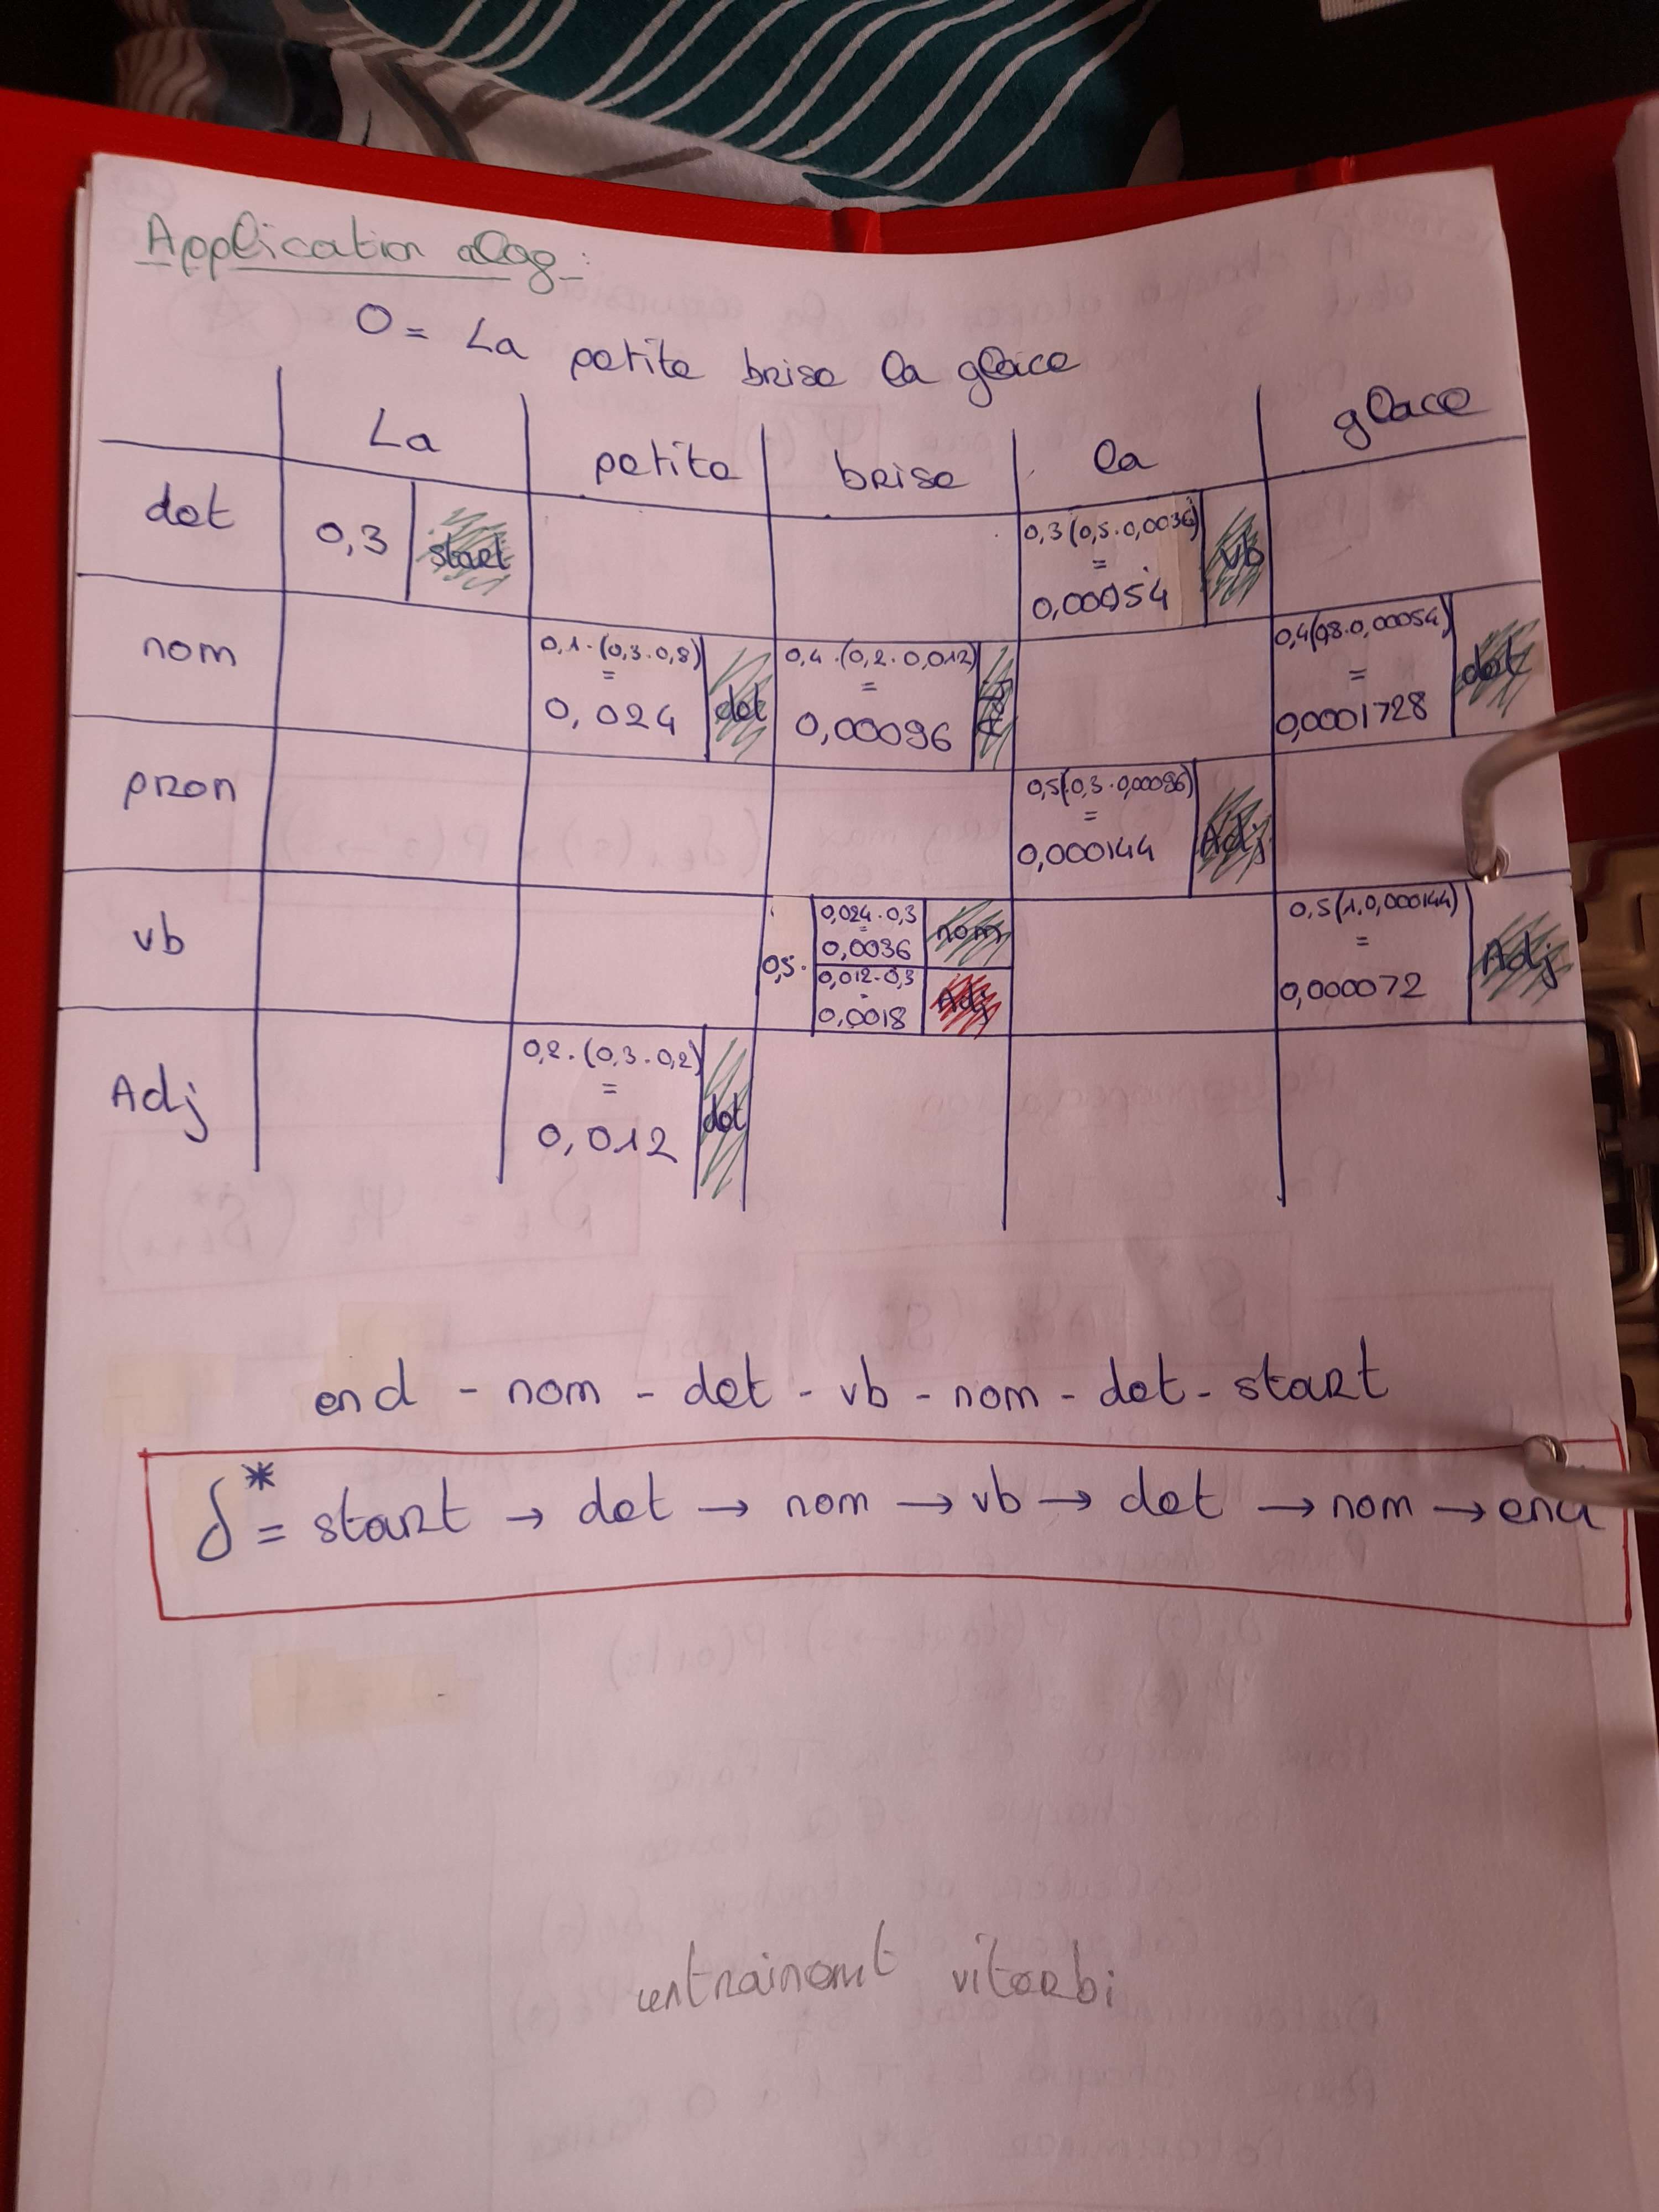 Application algo :
O = La petite brise la glace
La petite brise la glace
det 0,3 start 0,3(0,5.0,0036) = 0,00054 vb
nom 0,1.(0,3.0,8) = 0,024 det 0,4.(0,2.0,012) = 0,00096 Adj 0,4(0,8.0,00054) = 0,0001728 det
pron 0,5(0,3.0,00096) = 0,000144 Adj
vb 0,5. 0,024.0,3 = 0,0036 nom 0,5(1.0,000144) = 0,000072 Adj
0,012.0,3 = 0,0018 Adj
Adj 0,2.(0,3.0,2) = 0,012 det
end - nom - det - vb - nom - det - start
δ* = start → det → nom → vb → det → nom → end
entrainemt viterbi